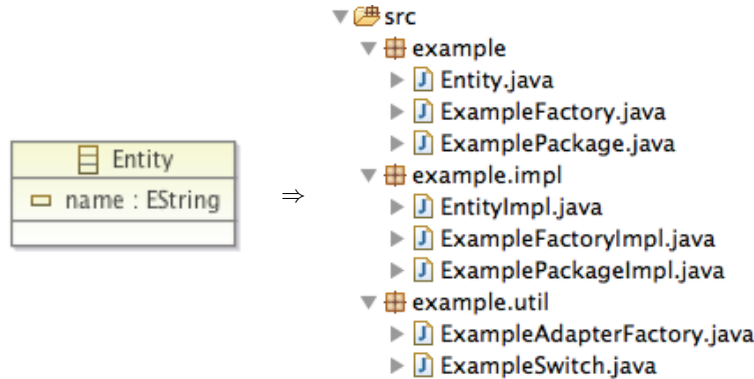 Entity
name : EString
⇒
src
example
Entity.java
ExampleFactory.java
ExamplePackage.java
example.impl
EntityImpl.java
ExampleFactoryImpl.java
ExamplePackageImpl.java
example.util
ExampleAdapterFactory.java
ExampleSwitch.java